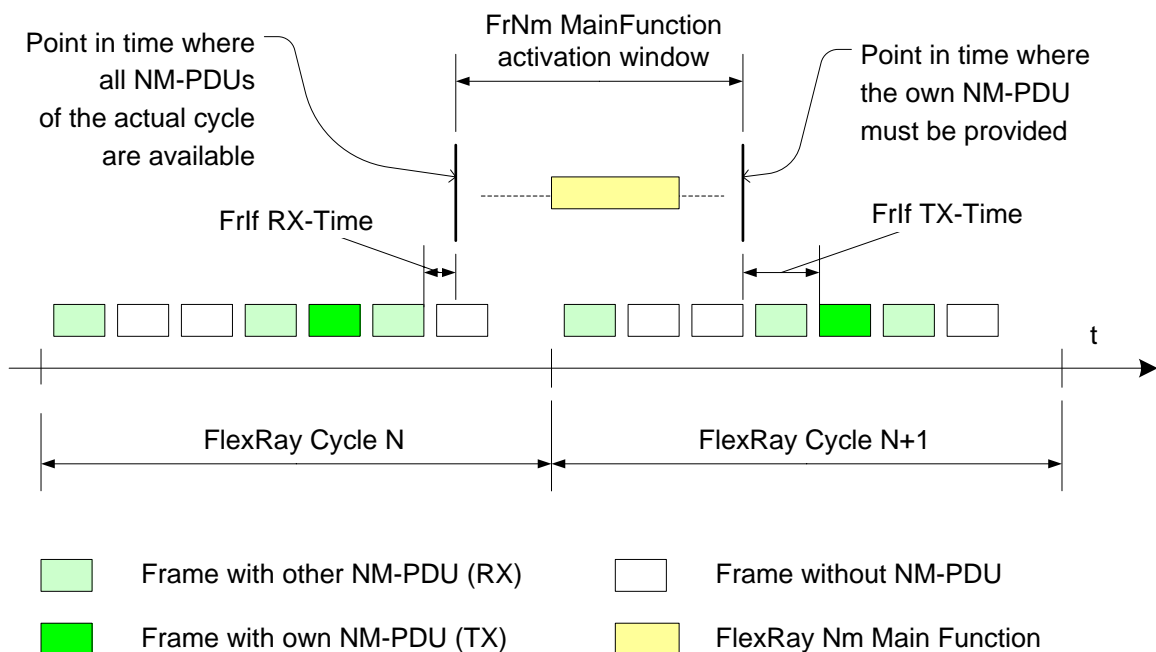 FrNm MainFunction
activation window
Point in time where
all NM-PDUs
of the actual cycle
are available
Point in time where
the own NM-PDU
must be provided
FrIf RX-Time
FrIf TX-Time
t
FlexRay Cycle N
FlexRay Cycle N+1
Frame with other NM-PDU (RX)
Frame without NM-PDU
Frame with own NM-PDU (TX)
FlexRay Nm Main Function